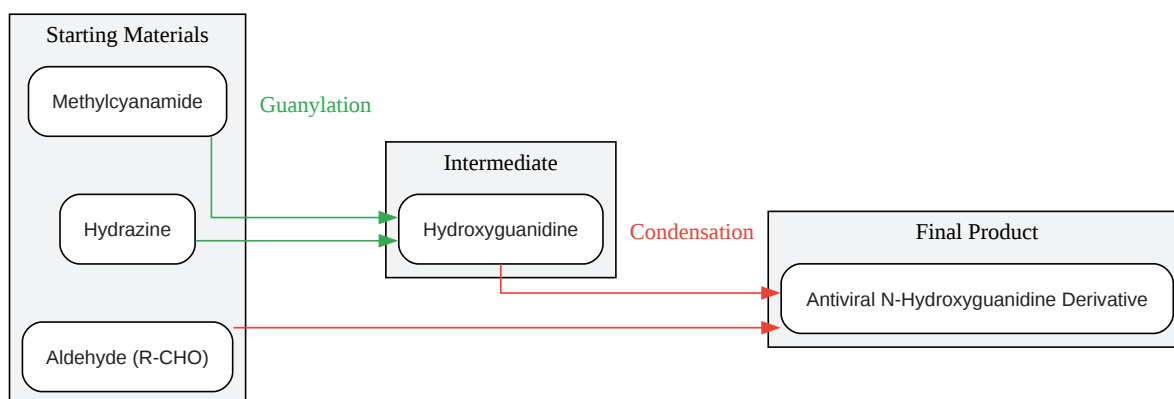 Starting Materials
Methylcyanamide
Guanylation
Intermediate
Hydrazine
Hydroxyguanidine
Condensation
Final Product
Antiviral N-Hydroxyguanidine Derivative
Aldehyde (R-CHO)